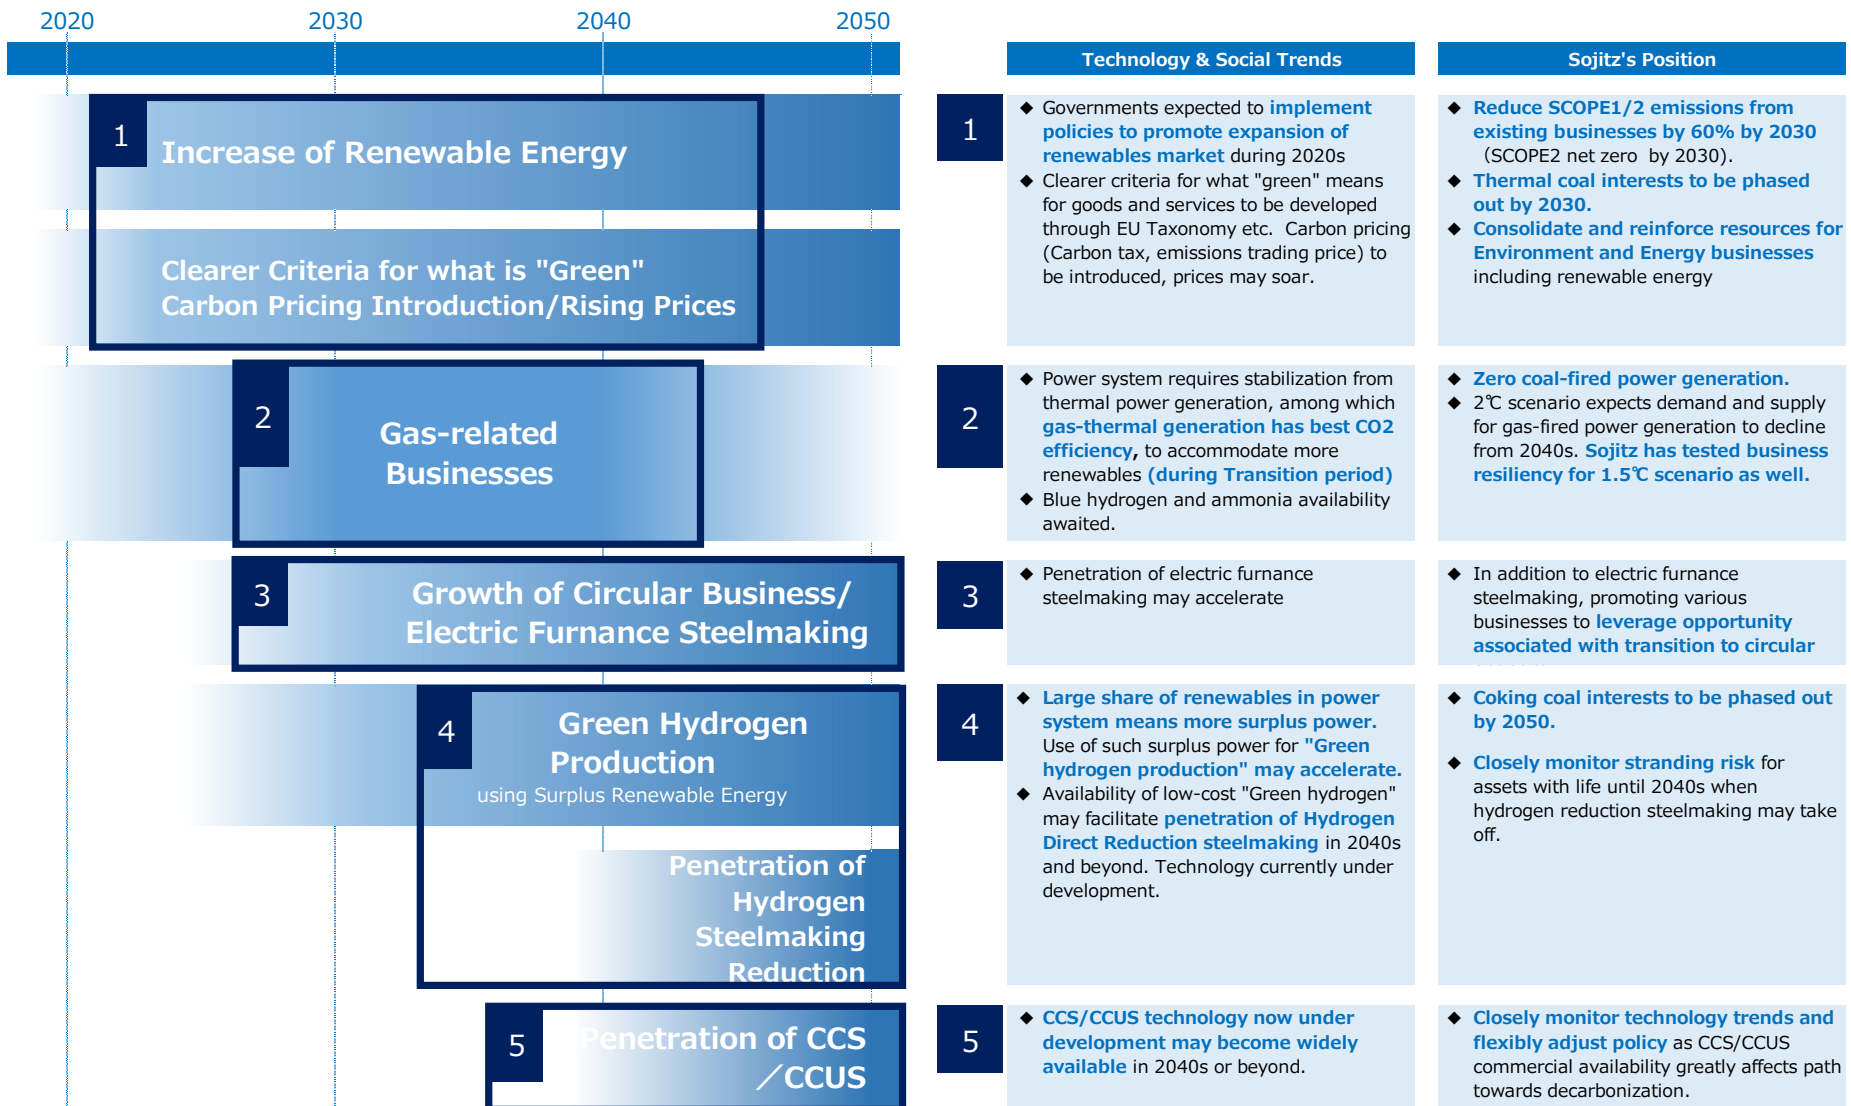 2020 2030 2040 2050
Technology & Social Trends
Sojitz's Position
1
Increase of Renewable Energy
Clearer Criteria for what is "Green"
Carbon Pricing Introduction/Rising Prices
1
◆ Governments expected to implement
policies to promote expansion of
renewables market during 2020s
◆ Clearer criteria for what "green" means
for goods and services to be developed
through EU Taxonomy etc. Carbon pricing
(Carbon tax, emissions trading price) to
be introduced, prices may soar.
◆ Reduce SCOPE1/2 emissions from
existing businesses by 60% by 2030
（SCOPE2 net zero by 2030).
◆ Thermal coal interests to be phased
out by 2030.
◆ Consolidate and reinforce resources for
Environment and Energy businesses
including renewable energy
2
Gas-related
Businesses
2
◆ Power system requires stabilization from
thermal power generation, among which
gas-thermal generation has best CO2
efficiency, to accommodate more
renewables (during Transition period)
◆ Blue hydrogen and ammonia availability
awaited.
◆ Zero coal-fired power generation.
◆ 2℃ scenario expects demand and supply
for gas-fired power generation to decline
from 2040s. Sojitz has tested business
resiliency for 1.5℃ scenario as well.
3
Growth of Circular Business/
Electric Furnance Steelmaking
3
◆ Penetration of electric furnance
steelmaking may accelerate
◆ In addition to electric furnance
steelmaking, promoting various
businesses to leverage opportunity
associated with transition to circular
4
Green Hydrogen
Production
using Surplus Renewable Energy
Penetration of
Hydrogen
Steelmaking
Reduction
4
◆ Large share of renewables in power
system means more surplus power.
Use of such surplus power for "Green
hydrogen production" may accelerate.
◆ Availability of low-cost "Green hydrogen"
may facilitate penetration of Hydrogen
Direct Reduction steelmaking in 2040s
and beyond. Technology currently under
development.
◆ Coking coal interests to be phased out
by 2050.
◆ Closely monitor stranding risk for
assets with life until 2040s when
hydrogen reduction steelmaking may take
off.
5
Penetration of CCS
／CCUS
5
◆ CCS/CCUS technology now under
development may become widely
available in 2040s or beyond.
◆ Closely monitor technology trends and
flexibly adjust policy as CCS/CCUS
commercial availability greatly affects path
towards decarbonization.